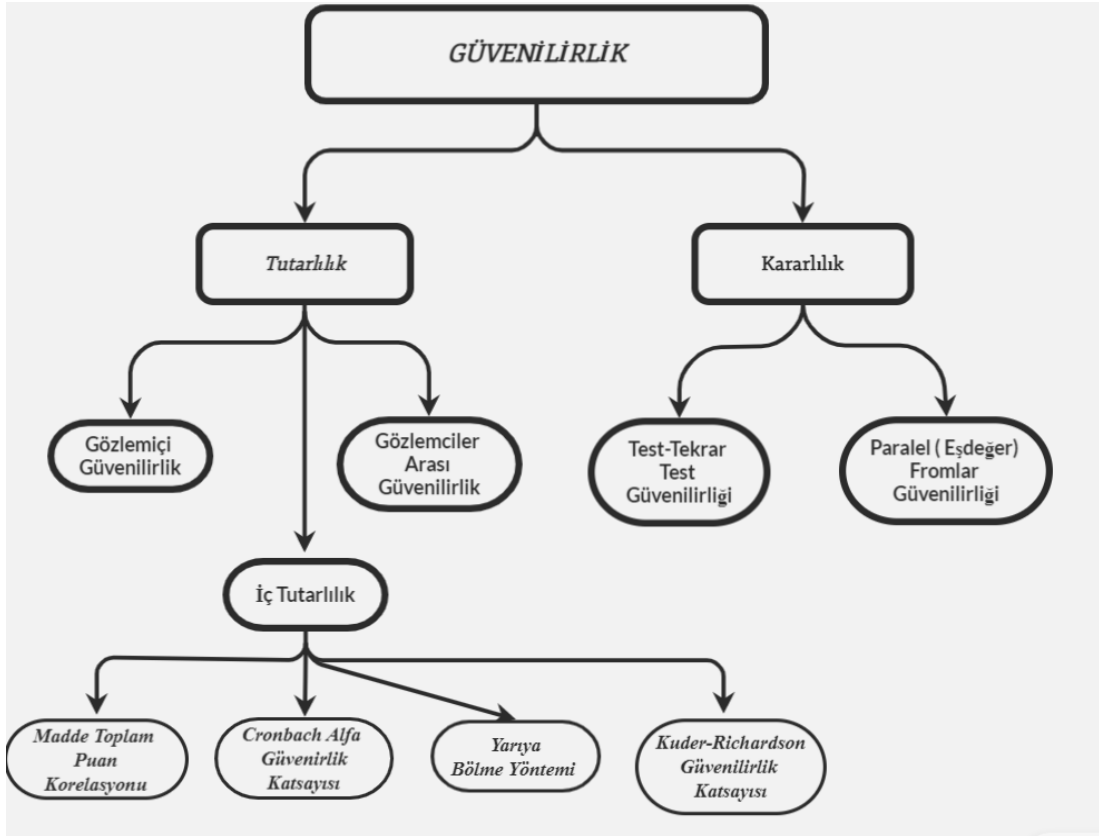 GÜVENİLİRLİK
Tutarlılık
Kararlılık
Gözlemiçi
Güvenilirlik
Gözlemciler
Arası
Güvenilirlik
Test-Tekrar
Test
Güvenilirliği
Paralel ( Eşdeğer)
Fromlar
Güvenilirliği
İç Tutarlılık
Madde Toplam
Puan
Korelasyonu
Cronbach Alfa
Güvenirlik
Katsayısı
Yarıya
Bölme Yöntemi
Kuder-Richardson
Güvenilirlik
Katsayısı